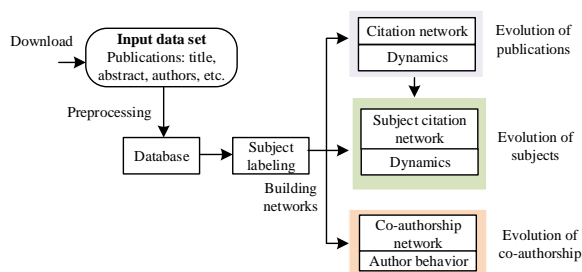 Download
Input data set
Publications: title,
abstract, authors, etc.
Preprocessing
Database
Subject
labeling
Building
networks
Citation network
Dynamics
Evolution of
publications
Subject citation
network
Dynamics
Evolution of
subjects
Co-authorship
network
Author behavior
Evolution of
co-authorship